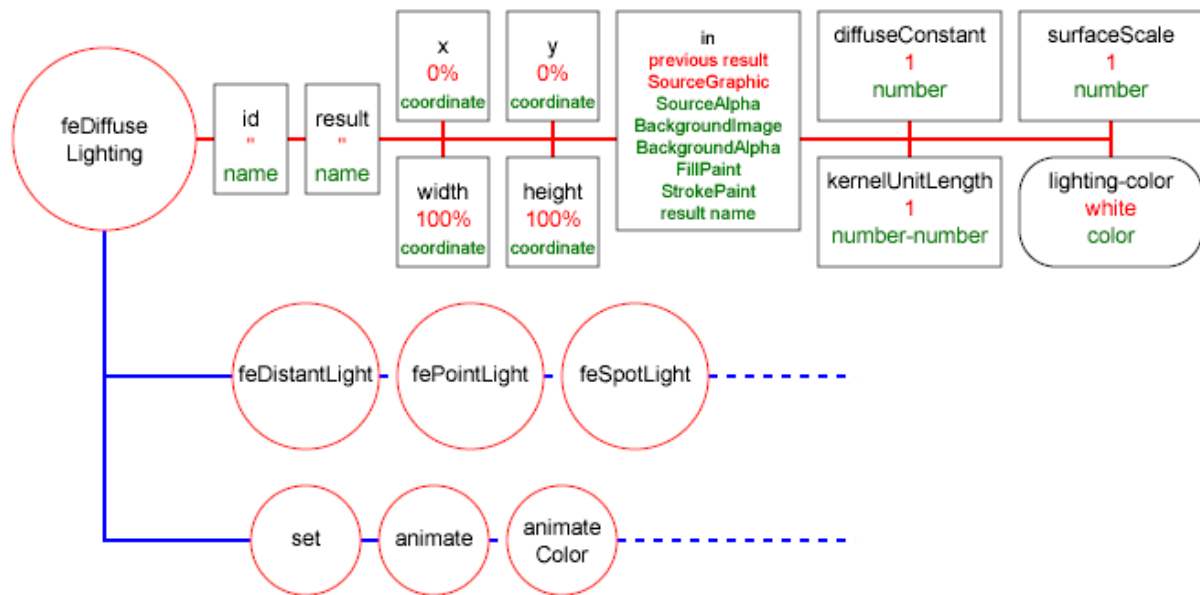 feDiffuse
Lighting
id
"
name
result
"
name
x
0%
coordinate
y
0%
coordinate
width
100%
coordinate
height
100%
coordinate
in
previous result
SourceGraphic
SourceAlpha
BackgroundImage
BackgroundAlpha
FillPaint
StrokePaint
result name
diffuseConstant
1
number
surfaceScale
1
number
kernelUnitLength
1
number-number
lighting-color
white
color
feDistantLight
fePointLight
feSpotLight
set
animate
animate
Color